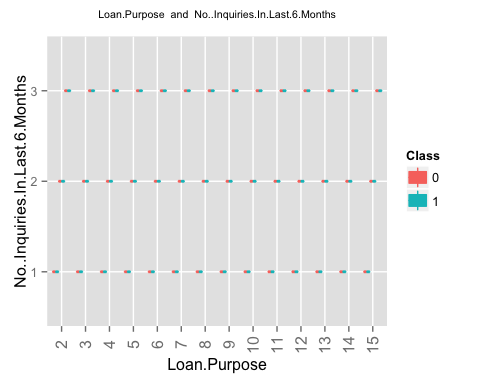 Loan.Purpose and No..Inquiries.In.Last.6.Months
No..Inquiries.In.Last.6.Months
3
2
1
2 3 4 5 6 7 8 9 10 11 12 13 14 15
Loan.Purpose
Class
0
1